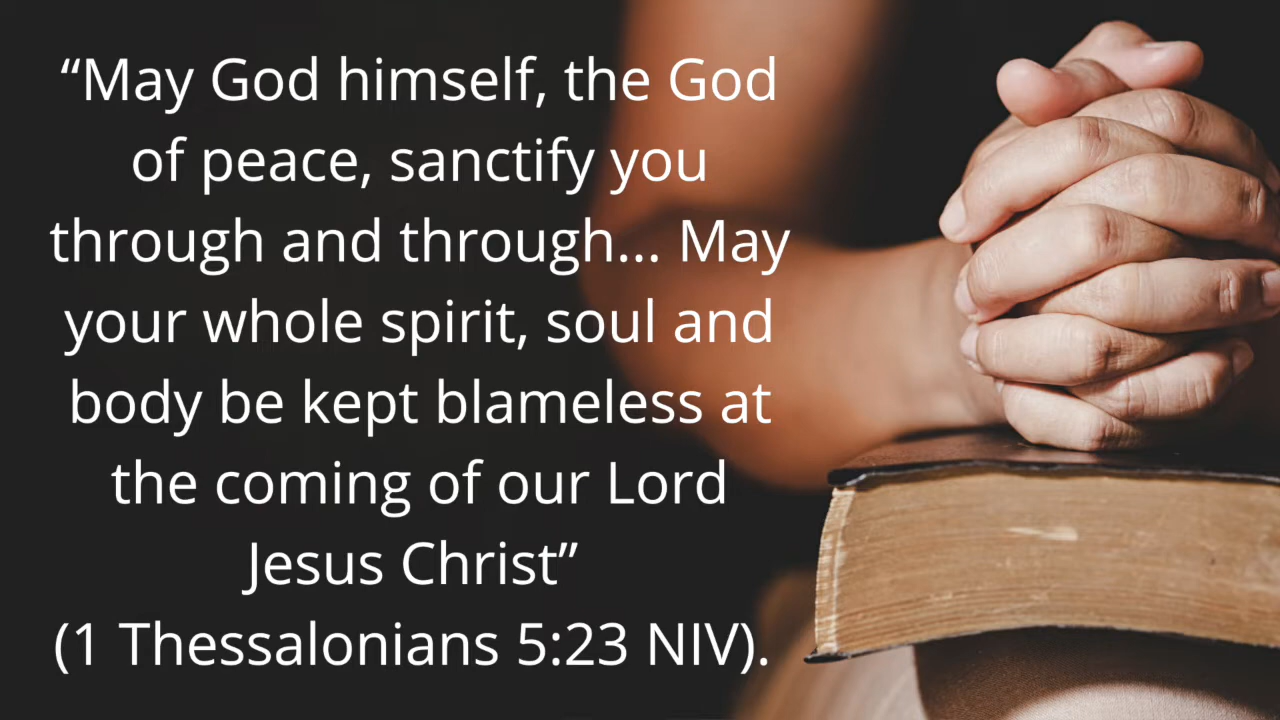 “May God himself, the God
of peace, sanctify you
through and through... May
your whole spirit, soul and
body be kept blameless at
the coming of our Lord
Jesus Christ”
(1 Thessalonians 5:23 NIV).